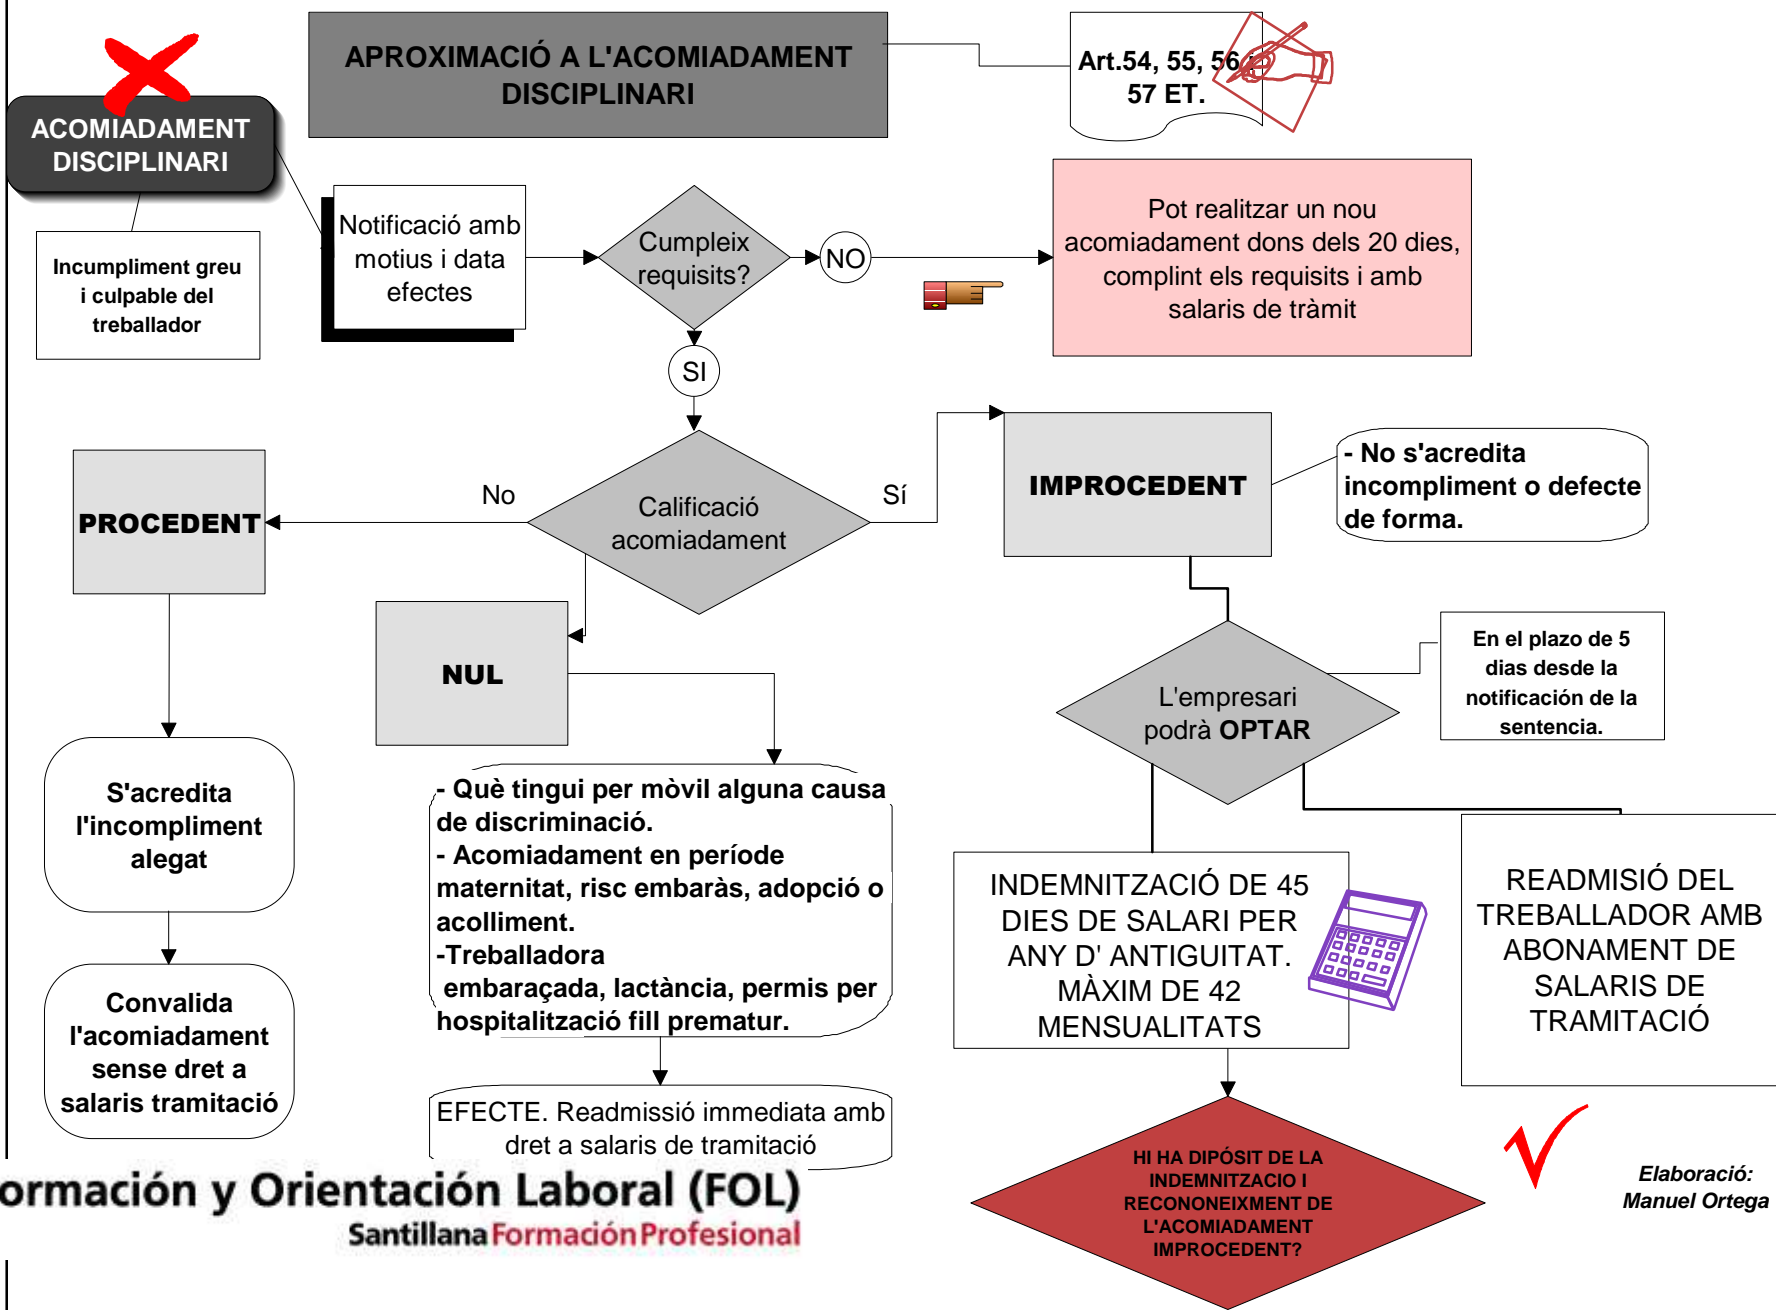 APROXIMACIÓ A L'ACOMIADAMENT
DISCIPLINARI
Art.54, 55, 56
57 ET.
ACOMIADAMENT
DISCIPLINARI
Incumpliment greu
i culpable del
treballador
Notificació amb
motius i data
efectes
Cumpleix
requisits?
NO
Pot realitzar un nou
acomiadament dons dels 20 dies,
complint els requisits i amb
salaris de tràmit
SI
Calificació
acomiadament
No
Sí
PROCEDENT
IMPROCEDENT
- No s'acredita
incompliment o defecte
de forma.
NUL
En el plazo de 5
dias desde la
notificación de la
sentencia.
L'empresari
podrà OPTAR
S'acredita
l'incompliment
alegat
- Què tingui per mòvil alguna causa
de discriminació.
- Acomiadament en període
maternitat, risc embaràs, adopció o
acolliment.
-Treballadora
embaraçada, lactància, permis per
hospitalització fill prematur.
INDEMNITZACIÓ DE 45
DIES DE SALARI PER
ANY D' ANTIGUITAT.
MÀXIM DE 42
MENSUALITATS
READMISIÓ DEL
TREBALLADOR AMB
ABONAMENT DE
SALARIS DE
TRAMITACIÓ
Convalida
l'acomiadament
sense dret a
salaris tramitació
EFECTE. Readmissió immediata amb
dret a salaris de tramitació
HI HA DIPÓSIT DE LA
INDEMNITZACIO I
RECONONEIXMENT DE
L'ACOMIADAMENT
IMPROCEDENT?
Elaboració:
Manuel Ortega
ormación y Orientación Laboral (FOL)
Santillana Formación Profesional